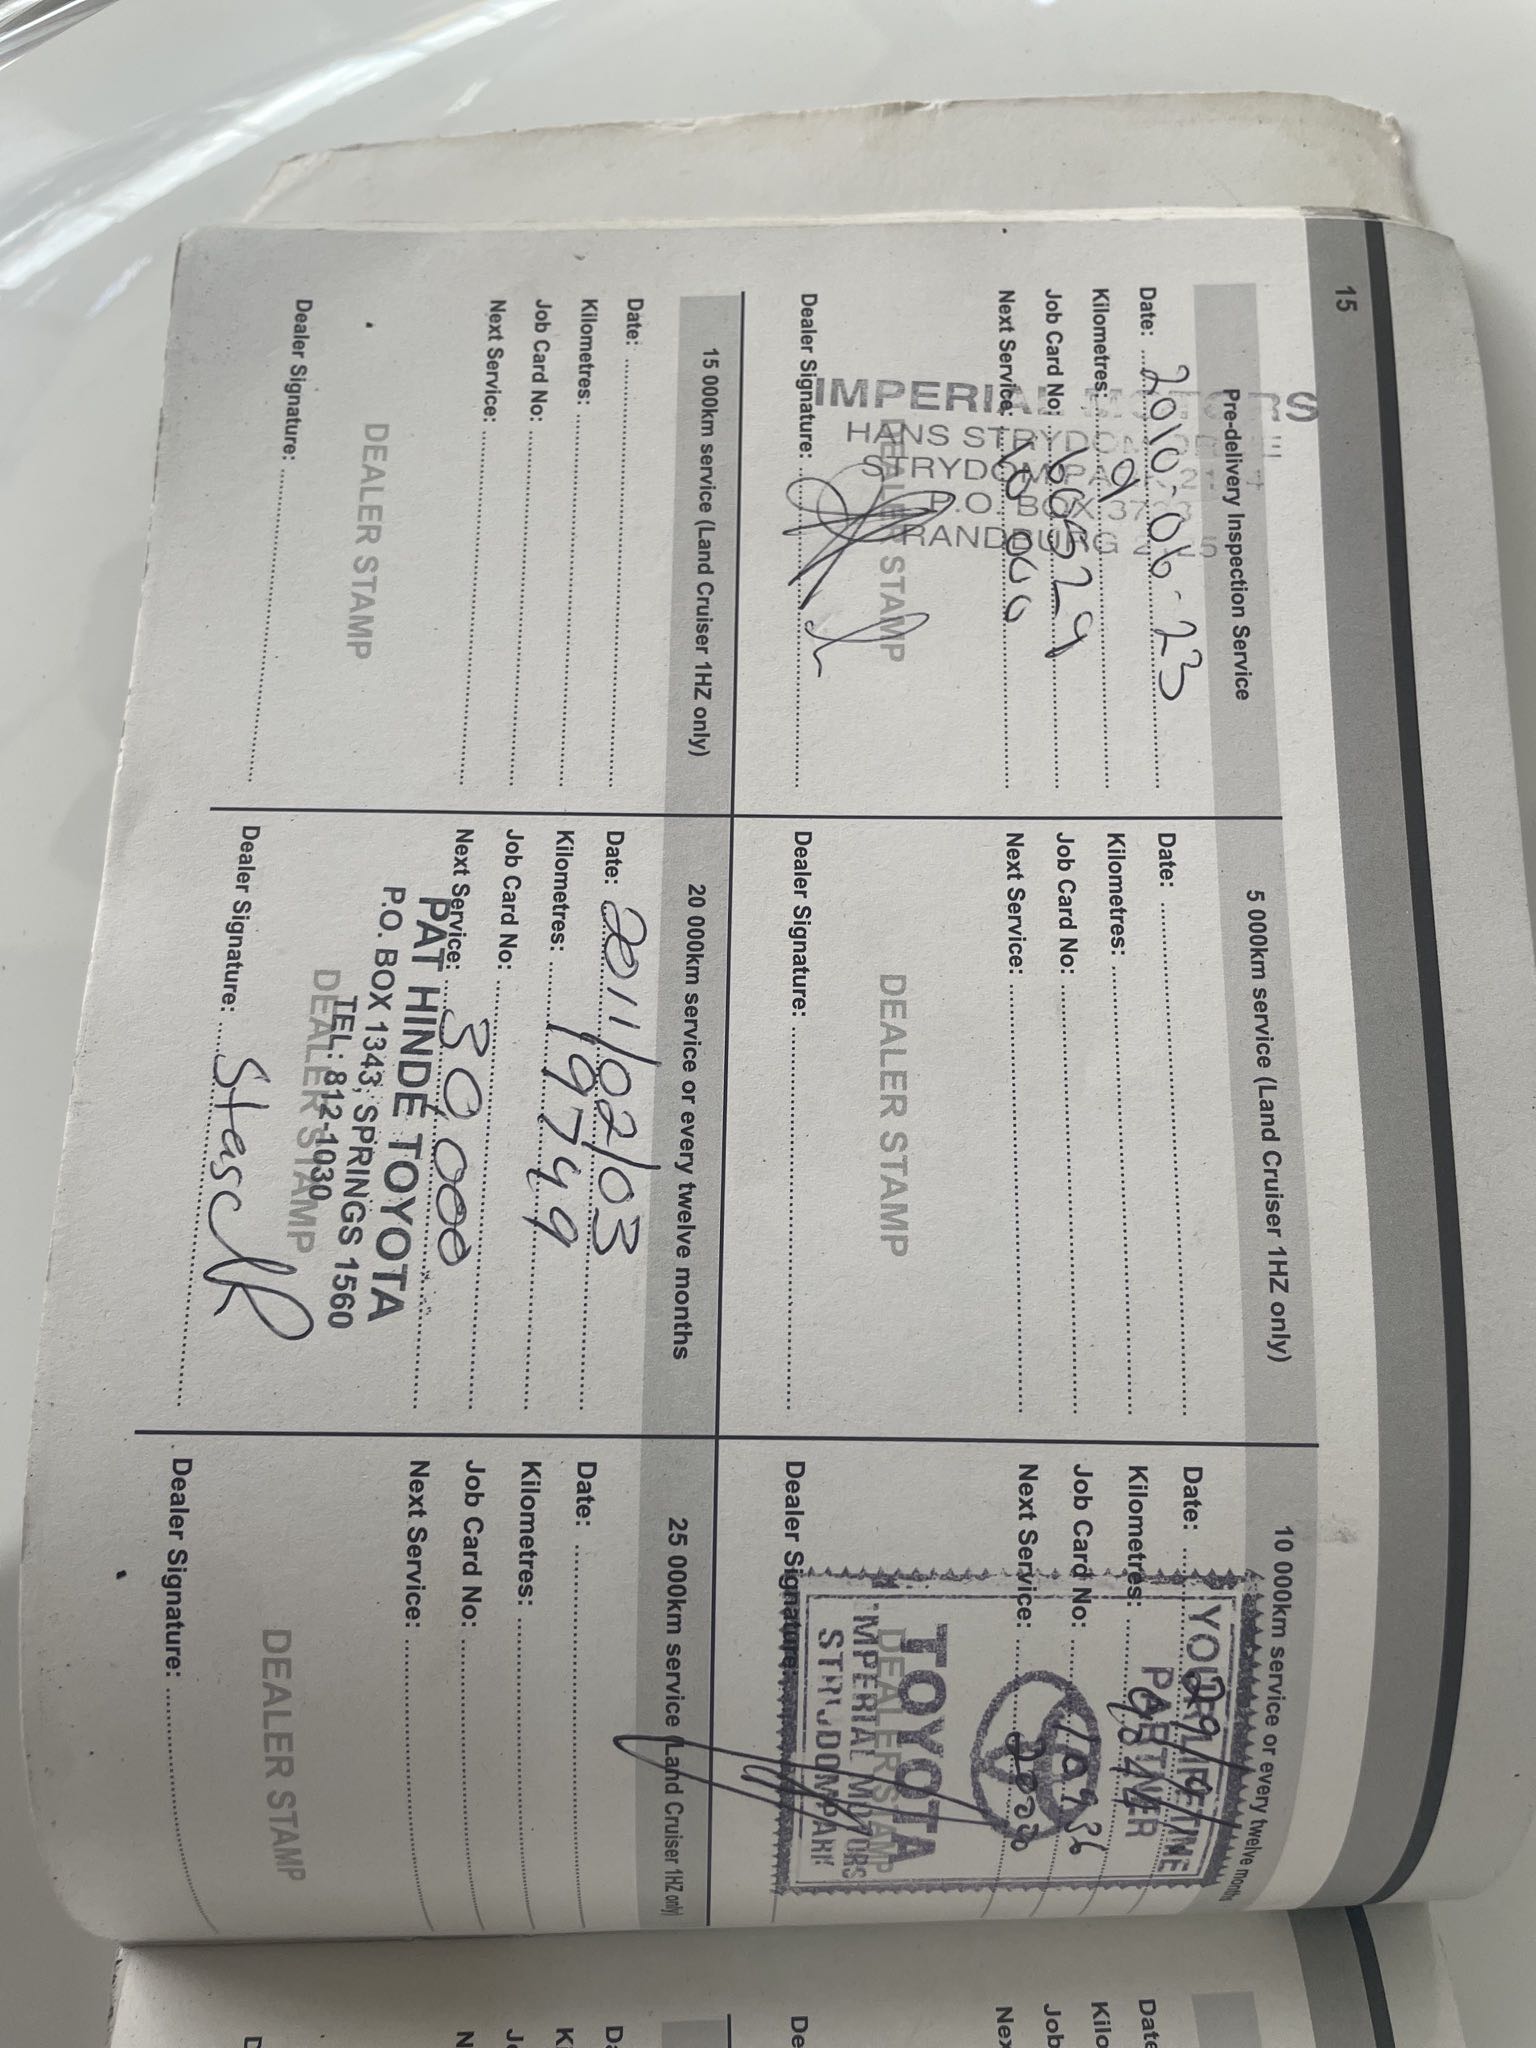 15
Pre-delivery Inspection Service
Date: 2010-06-23
Kilometres: 9
Job Card No: 160529
Next Service: 10 000
IMPERIAL MOTORS
HANS STRYDOM
STRYDOMPARK
P.O. BOX
RANDBURG
DEALER STAMP
Dealer Signature:
5 000km service (Land Cruiser 1HZ only)
Date:
Kilometres:
Job Card No:
Next Service:
DEALER STAMP
Dealer Signature:
10 000km service or every twelve months
Date:
Kilometres:
Job Card No:
Next Service:
YOUR LIFETIME
PARTNER
TOYOTA
DEALER STAMP
IMPERIAL MOTORS
STRYDOMPARK
Dealer Signature:
15 000km service (Land Cruiser 1HZ only)
Date:
Kilometres:
Job Card No:
Next Service:
DEALER STAMP
Dealer Signature:
20 000km service or every twelve months
Date: 2011/02/03
Kilometres: 19749
Job Card No:
Next Service: 30 000
PAT HINDE TOYOTA
P.O. BOX 1343, SPRINGS 1560
TEL: 812-1030
DEALER STAMP
Dealer Signature:
25 000km service (Land Cruiser 1HZ only)
Date:
Kilometres:
Job Card No:
Next Service:
DEALER STAMP
Dealer Signature: